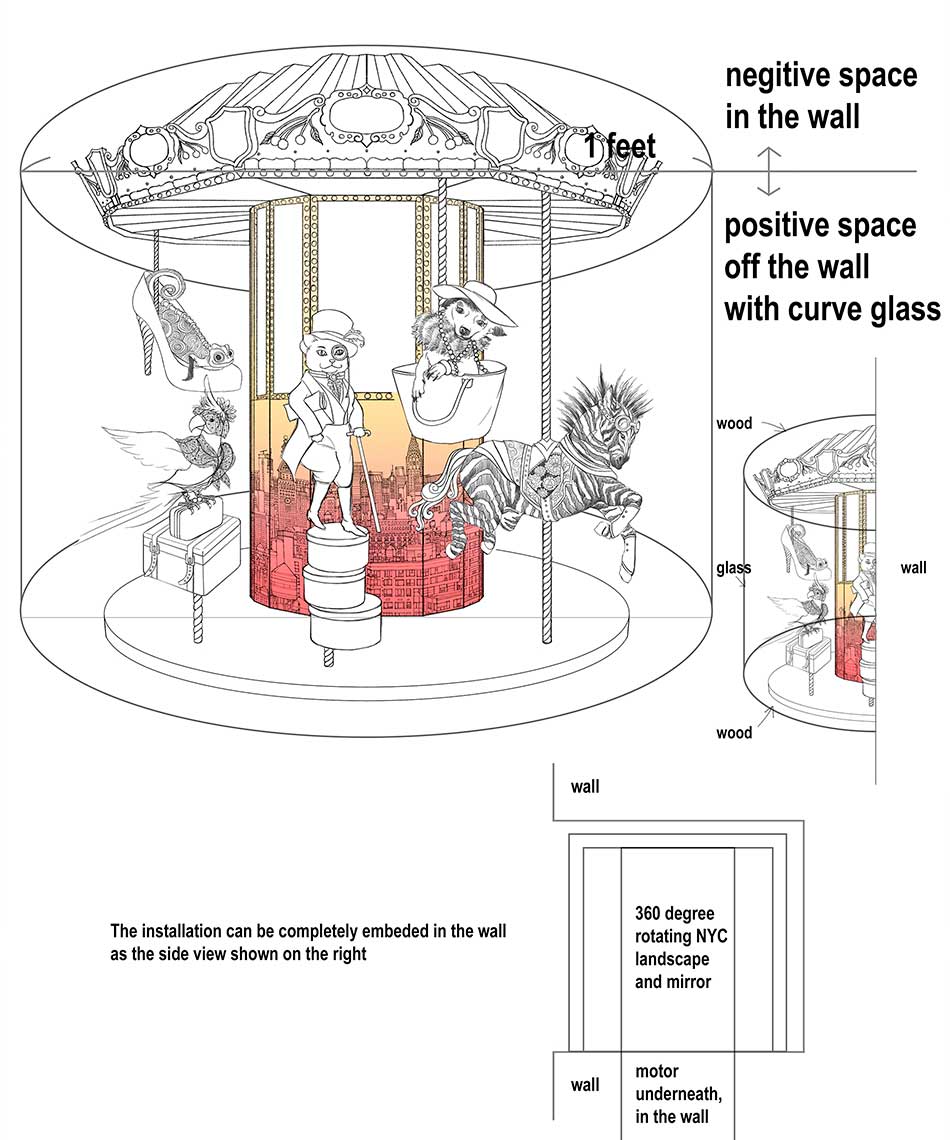 negitive space
in the wall
1 feet
positive space
off the wall
with curve glass
wood
glass
wall
wood
wall
The installation can be completely embeded in the wall
as the side view shown on the right
360 degree
rotating NYC
landscape
and mirror
wall
motor
underneath,
in the wall